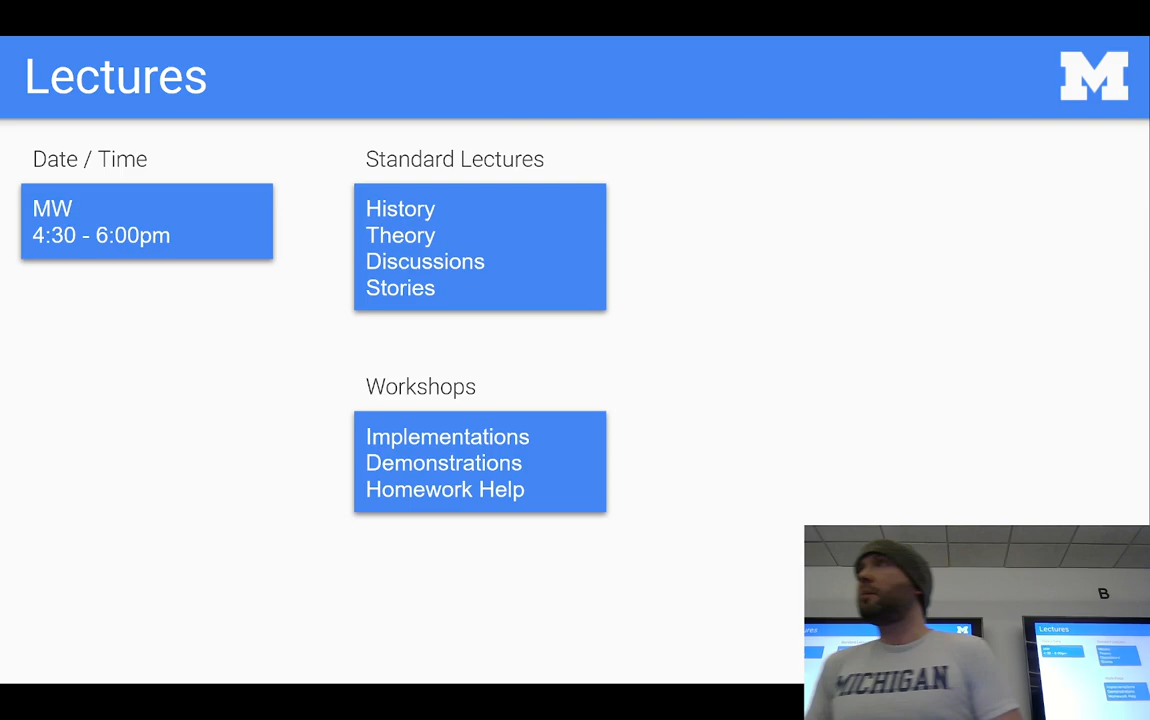 Lectures
M
Date / Time
MW
4:30 - 6:00pm
Standard Lectures
History
Theory
Discussions
Stories
Workshops
Implementations
Demonstrations
Homework Help
B
M
Lectures
MICHIGAN